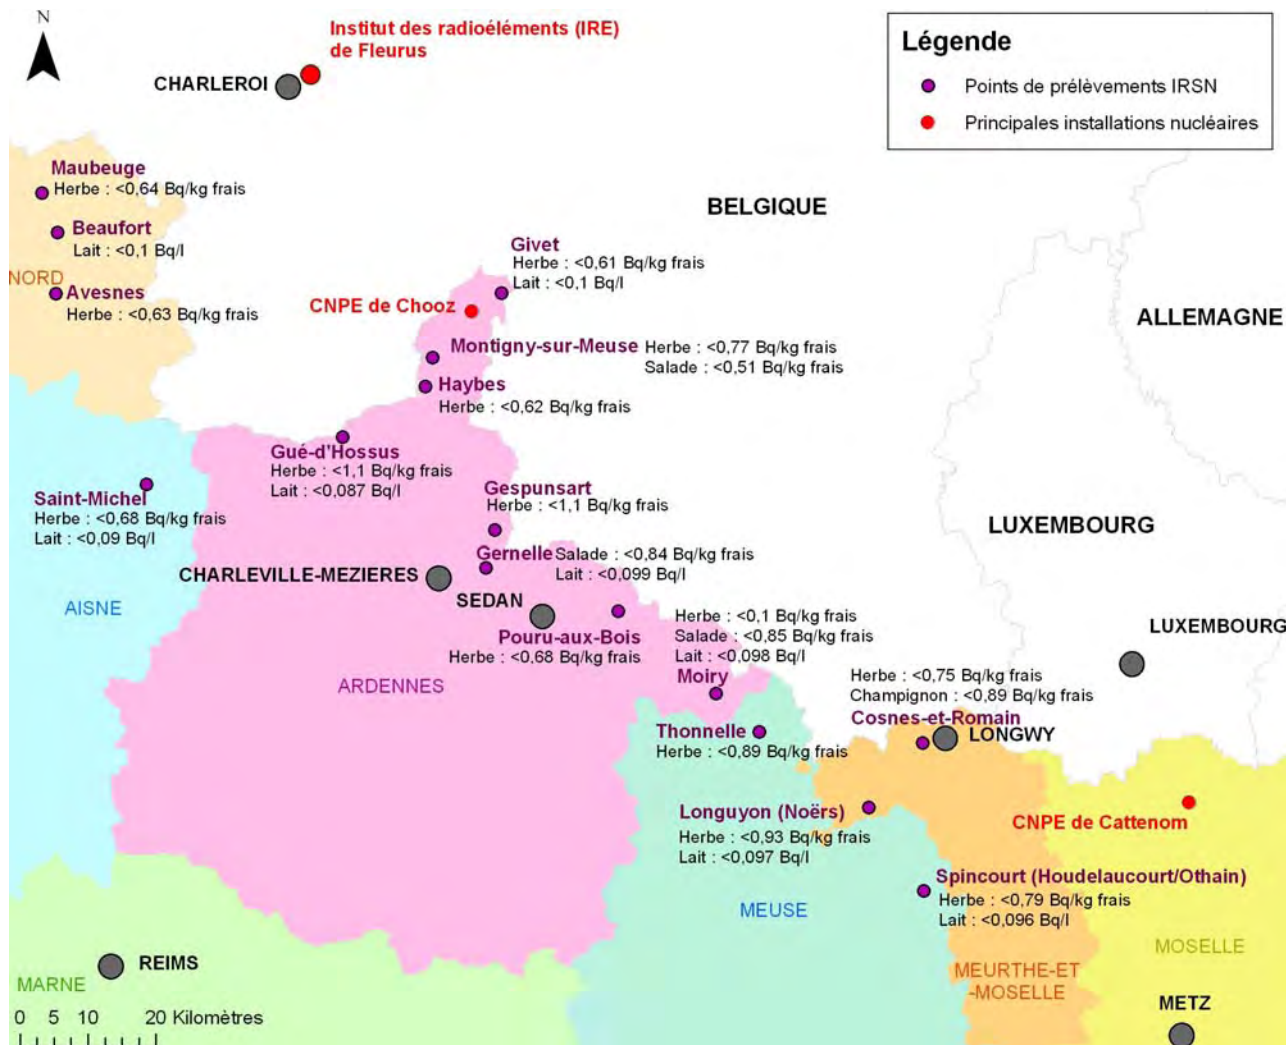 N
Institut des radioéléments (IRE)
de Fleurus
CHARLEROI
Légende
Points de prélèvements IRSN
Principales installations nucléaires
Maubeuge
Herbe : <0,64 Bq/kg frais
Beaufort
Lait : <0,1 Bq/l
NORD
Avesnes
Herbe : <0,63 Bq/kg frais
BELGIQUE
Givet
Herbe : <0,61 Bq/kg frais
Lait : <0,1 Bq/l
CNPE de Chooz
ALLEMAGNE
Montigny-sur-Meuse
Herbe : <0,77 Bq/kg frais
Salade : <0,51 Bq/kg frais
Haybes
Herbe : <0,62 Bq/kg frais
Gué-d'Hossus
Herbe : <1,1 Bq/kg frais
Lait : <0,087 Bq/l
Saint-Michel
Herbe : <0,68 Bq/kg frais
Lait : <0,09 Bq/l
Gespunsart
Herbe : <1,1 Bq/kg frais
LUXEMBOURG
Gernelle
Salade : <0,84 Bq/kg frais
Lait : <0,099 Bq/l
CHARLEVILLE-MEZIERES
AISNE
SEDAN
Pouru-aux-Bois
Herbe : <0,68 Bq/kg frais
Herbe : <0,1 Bq/kg frais
Salade : <0,85 Bq/kg frais
Lait : <0,098 Bq/l
Moiry
LUXEMBOURG
ARDENNES
Herbe : <0,75 Bq/kg frais
Champignon : <0,89 Bq/kg frais
Cosnes-et-Romain
LONGWY
Thonnelle
Herbe : <0,89 Bq/kg frais
Longuyon (Noërs)
Herbe : <0,93 Bq/kg frais
Lait : <0,097 Bq/l
CNPE de Cattenom
Spincourt (Houdelaucourt/Othain)
Herbe : <0,79 Bq/kg frais
Lait : <0,096 Bq/l
MEUSE
MOSELLE
REIMS
MARNE
MEURTHE-ET
-MOSELLE
METZ
0 5 10 20 Kilomètres